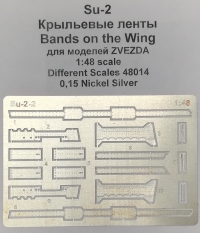 Su-2
Крыльевые ленты
Bands on the Wing
для моделей ZVEZDA
1:48 scale
Different Scales 48014
0,15 Nickel Silver
Su-2-2
1:48